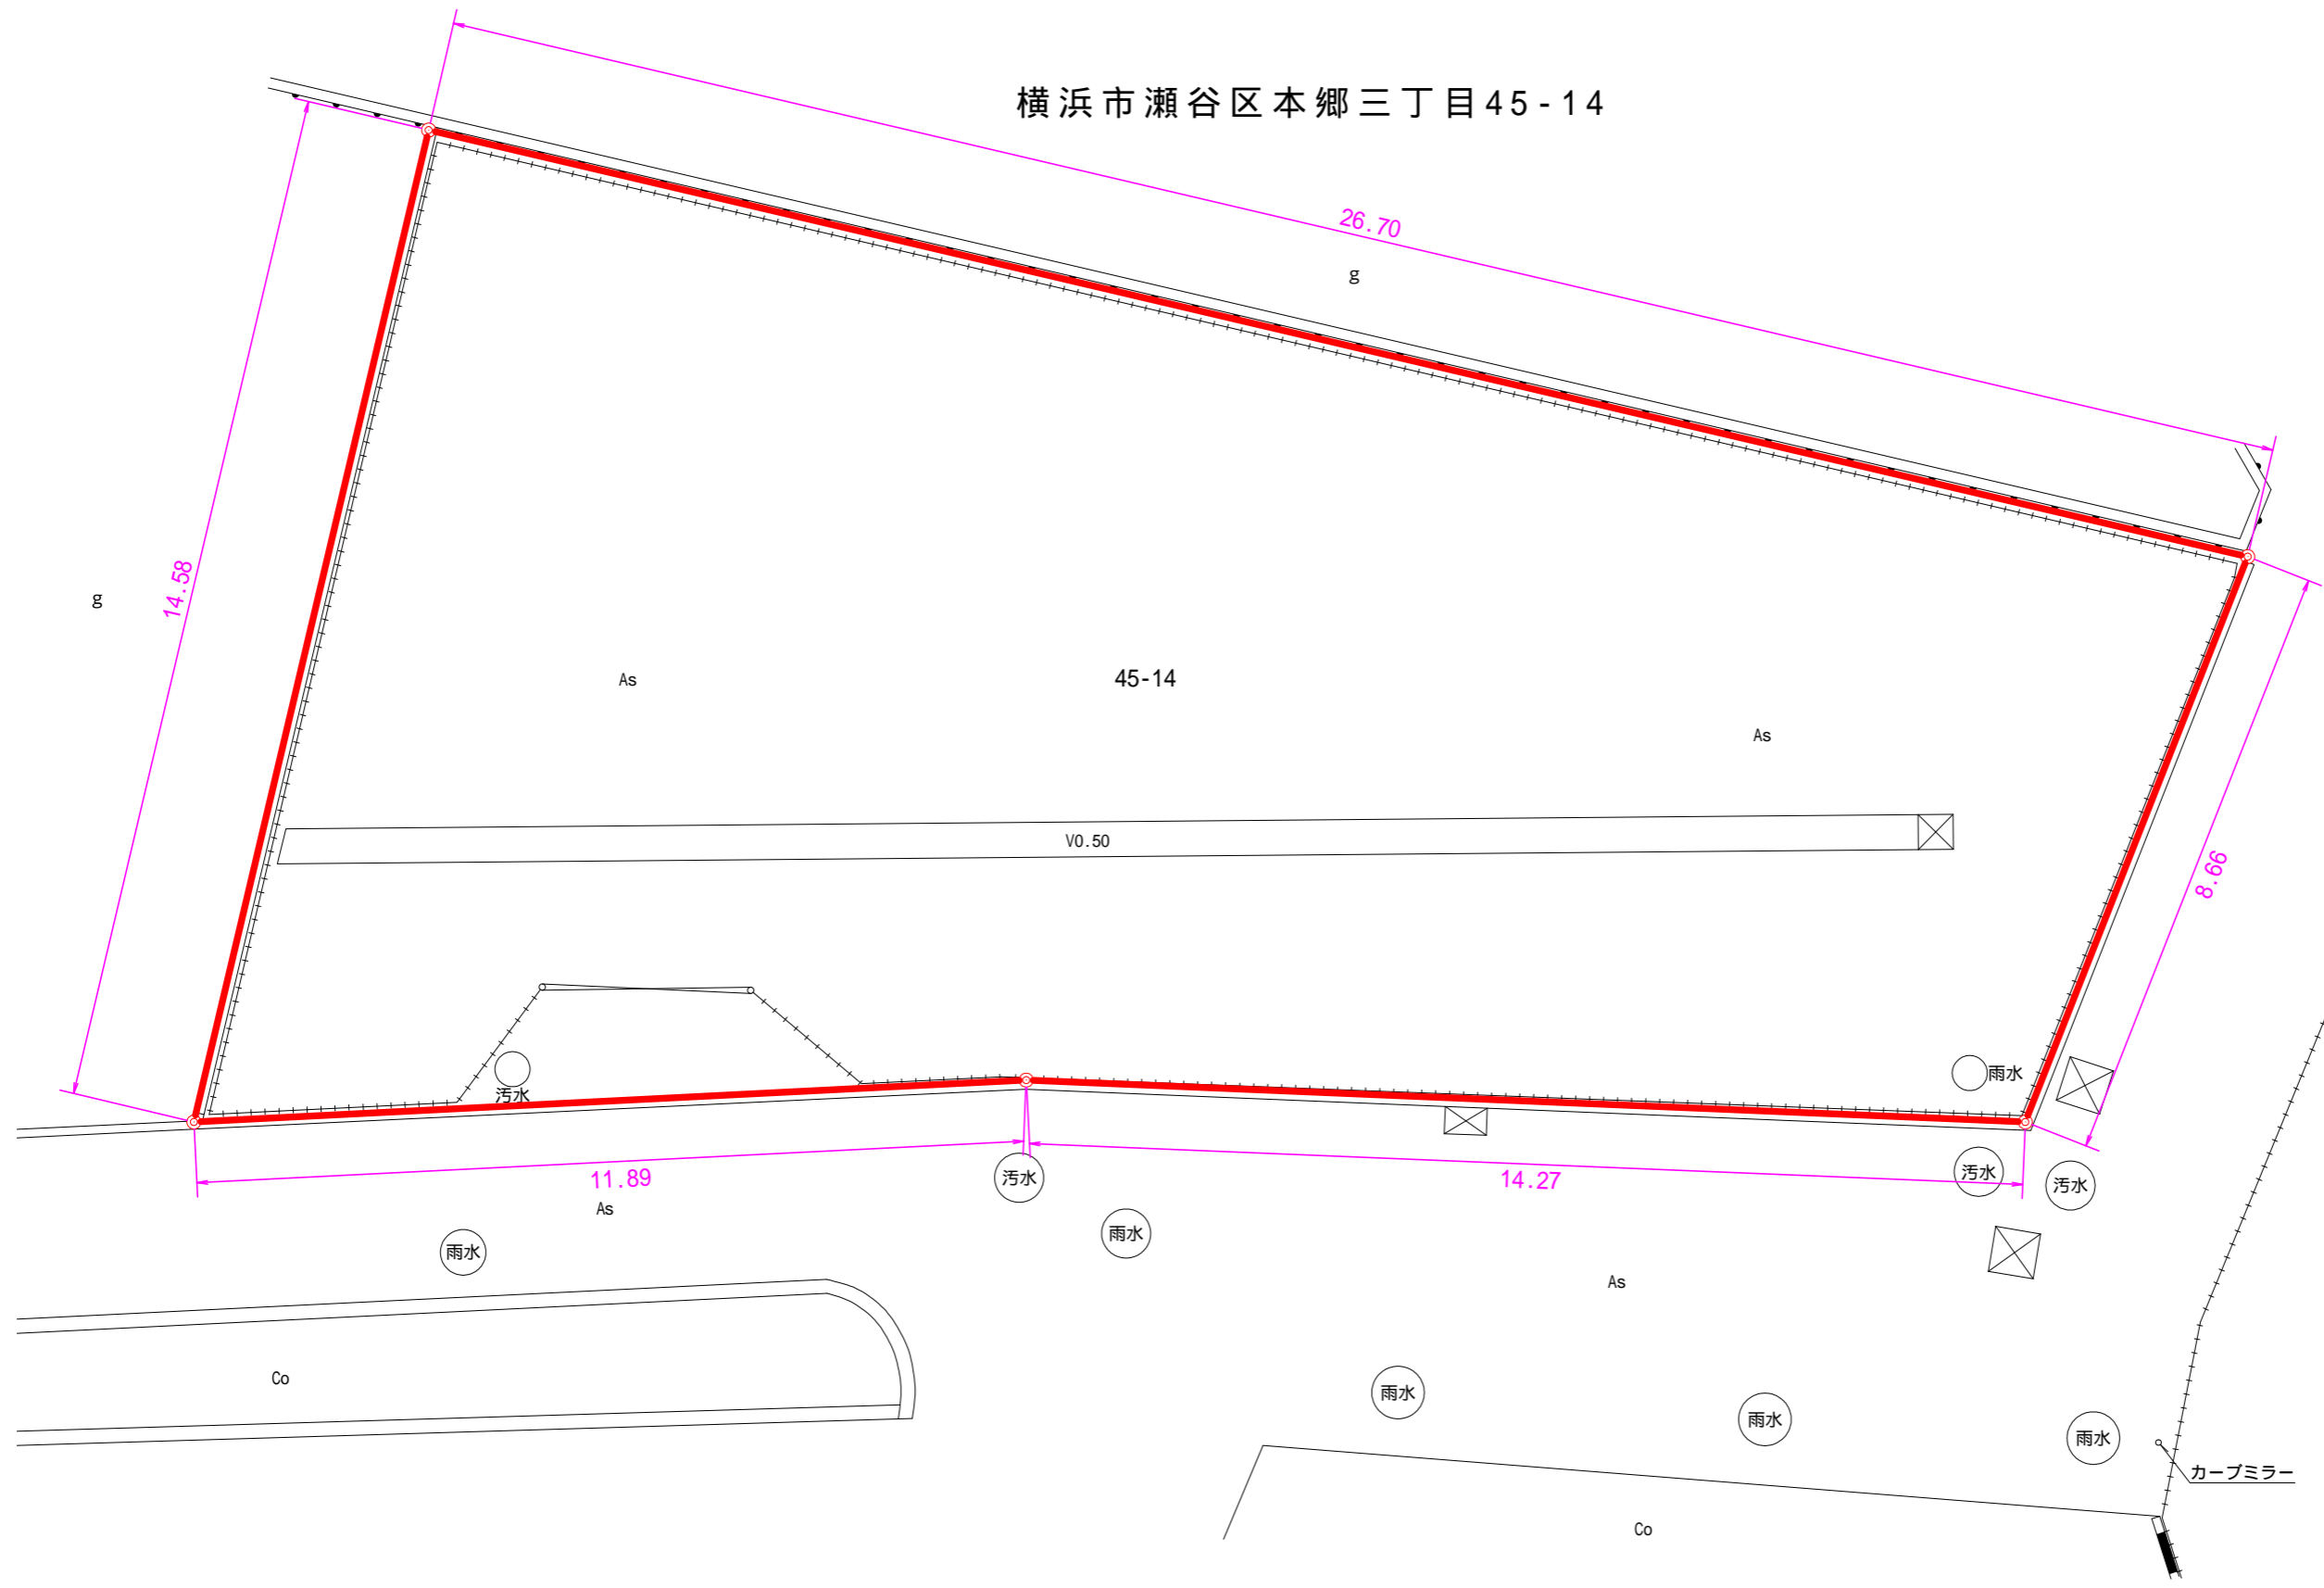 横浜市瀬谷区本郷三丁目45-14
26.70
g
14.58
g
As
45-14
As
V0.50
8.66
雨水
汚水
11.89
汚水
14.27
汚水
汚水
As
雨水
雨水
As
Co
雨水
雨水
雨水
カーブミラー
Co